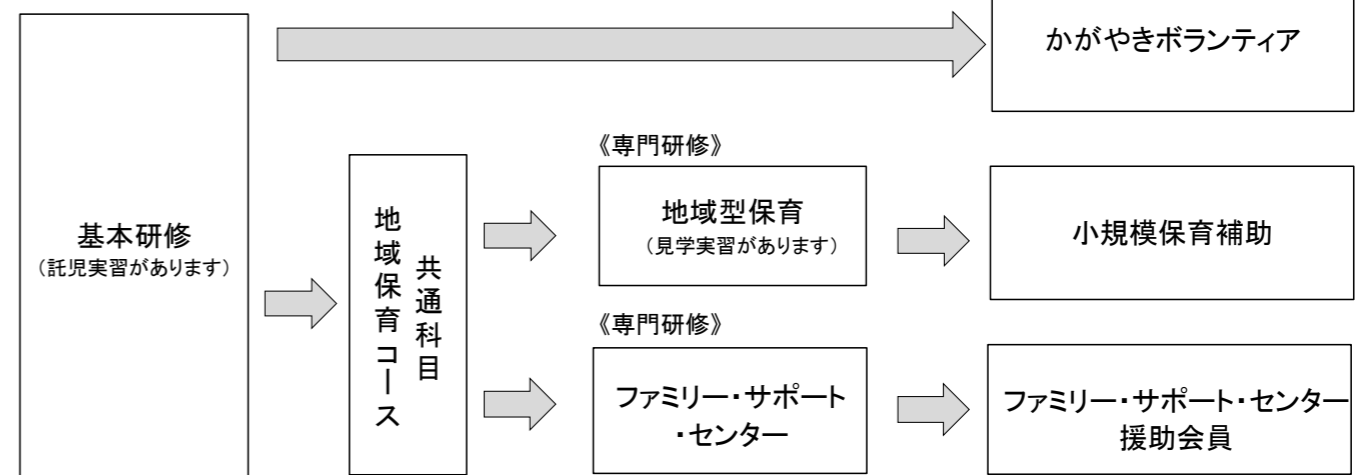 基本研修
（託児実習があります）
かがやきボランティア
地域保育コース
共通科目
《専門研修》
地域型保育
（見学実習があります）
小規模保育補助
《専門研修》
ファミリー・サポート
・センター
ファミリー・サポート・センター
援助会員